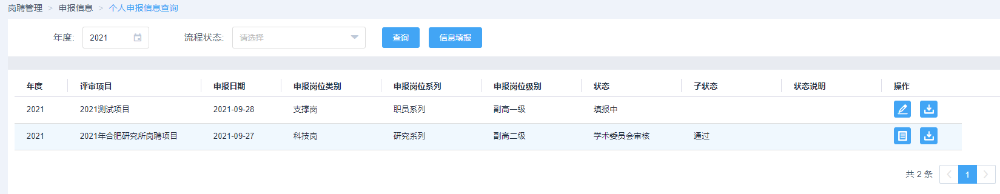 岗聘管理 > 申报信息 > 个人申报信息查询
年度: 2021 流程状态: 请选择 查询 信息填报
年度 评审项目 申报日期 申报岗位类别 申报岗位系列 申报岗位级别 状态 子状态 状态说明 操作
2021 2021测试项目 2021-09-28 支撑岗 职员系列 副高一级 填报中
2021 2021年合肥研究所岗聘项目 2021-09-27 科技岗 研究系列 副高二级 学术委员会审核 通过
共 2 条 < 1 >